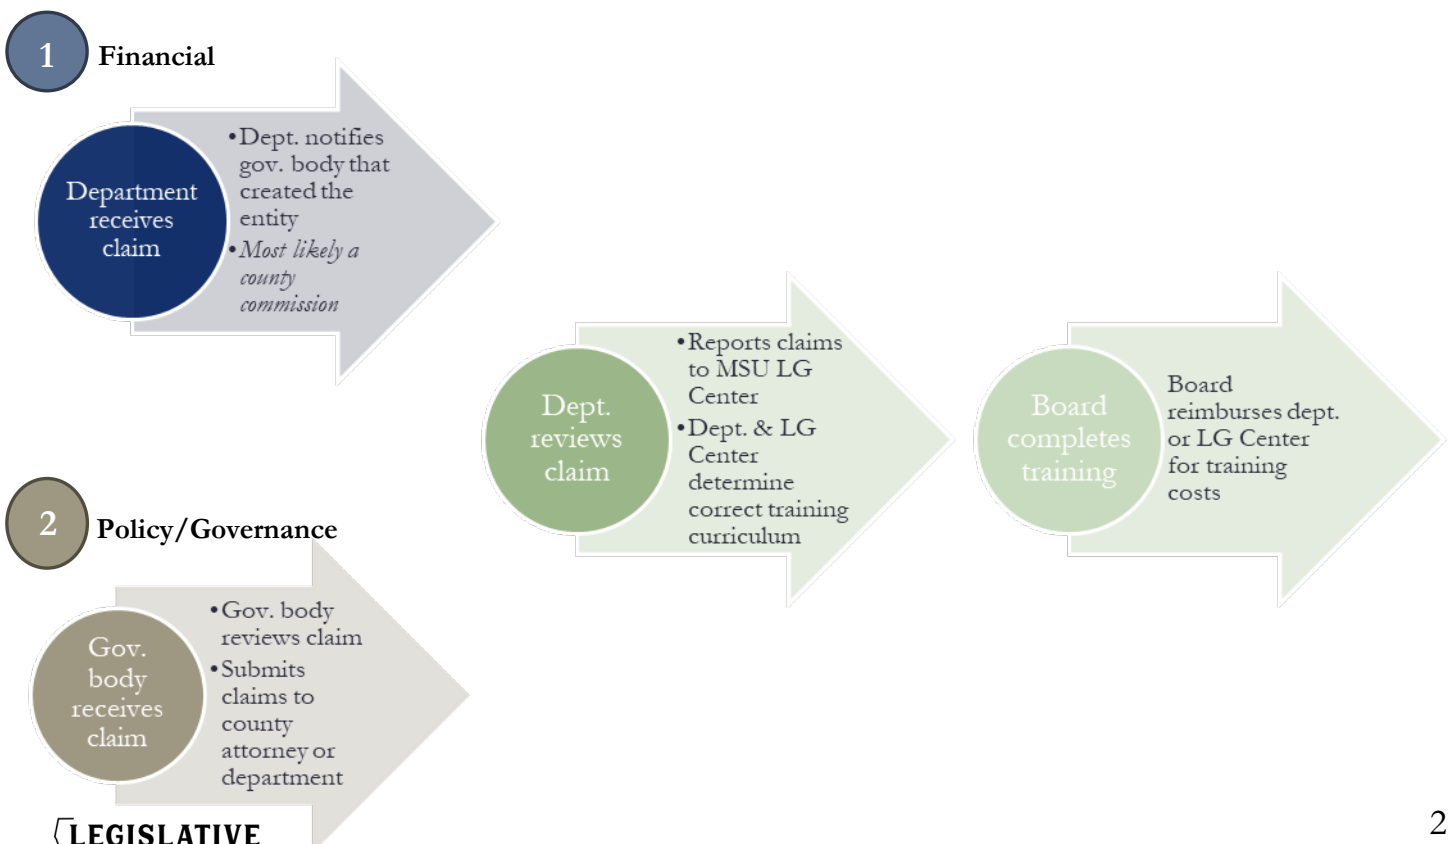 1
Financial
Department
receives
claim
•Dept. notifies
gov. body that
created the
entity
•Most likely a
county
commission
Dept.
reviews
claim
•Reports claims
to MSU LG
Center
•Dept. & LG
Center
determine
correct training
curriculum
Board
completes
training
Board
reimburses dept.
or LG Center
for training
costs
2
Policy/Governance
Gov.
body
receives
claim
•Gov. body
reviews claim
•Submits
claims to
county
attorney or
department
LEGISLATIVE
2